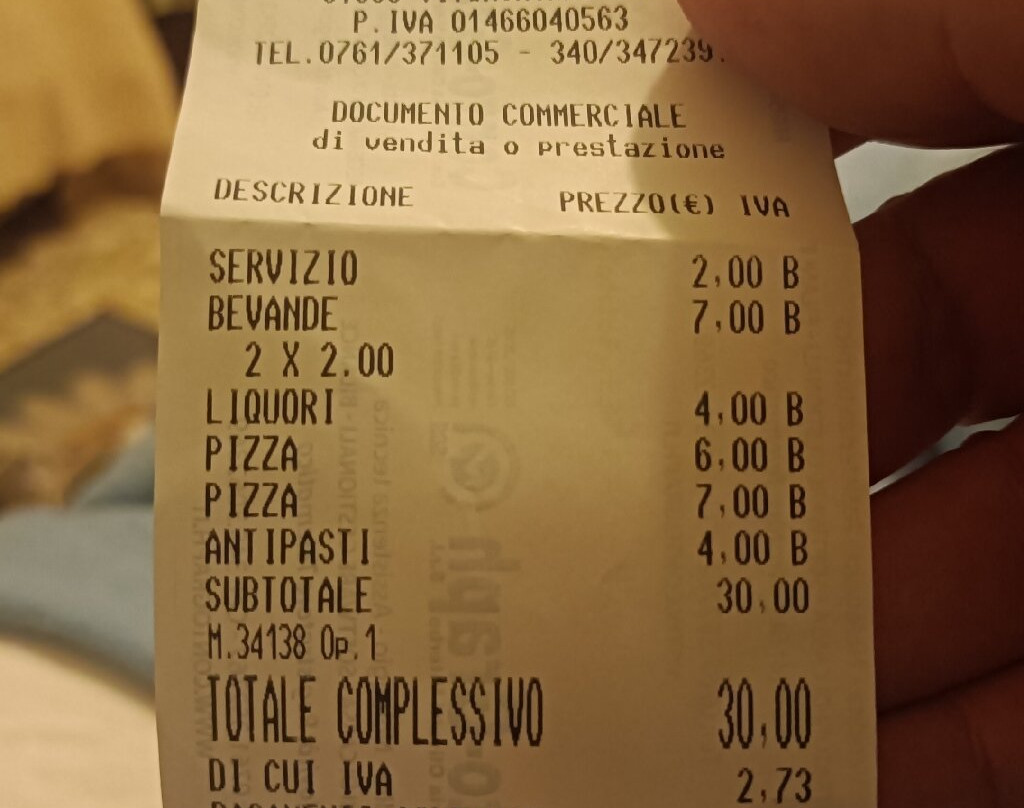 P.IVA 01466040563
TEL.0761/371105 - 340/347239.
DOCUMENTO COMMERCIALE
di vendita o prestazione
DESCRIZIONE PREZZO(€) IVA
SERVIZIO 2,00 B
BEVANDE 7,00 B
2 X 2.00
LIQUORI 4,00 B
PIZZA 6,00 B
PIZZA 7,00 B
ANTIPASTI 4,00 B
SUBTOTALE 30,00
M.34138 Op.1
TOTALE COMPLESSIVO 30,00
DI CUI IVA 2,73